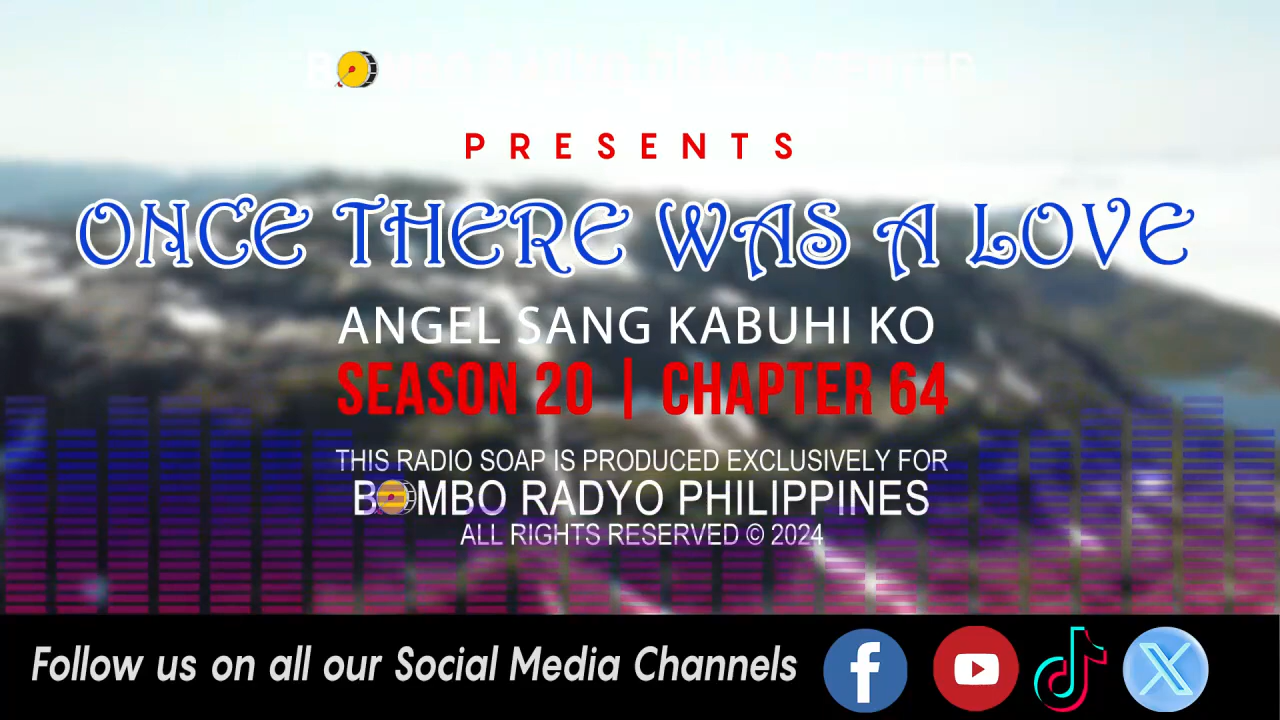 PRESENTS
ONCE THERE WAS A LOVE
ANGEL SANG KABUHI KO
SEASON 20 | CHAPTER 64
THIS RADIO SOAP IS PRODUCED EXCLUSIVELY FOR
BOMBO RADYO PHILIPPINES
ALL RIGHTS RESERVED © 2024
Follow us on all our Social Media Channels